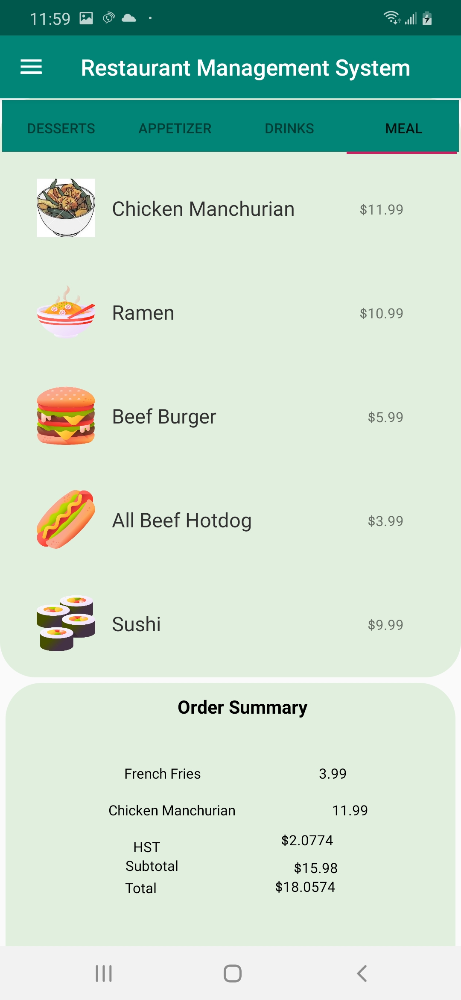 11:59
Restaurant Management System
DESSERTS APPETIZER DRINKS MEAL
Chicken Manchurian $11.99
Ramen $10.99
Beef Burger $5.99
All Beef Hotdog $3.99
Sushi $9.99
Order Summary
French Fries 3.99
Chicken Manchurian 11.99
HST $2.0774
Subtotal $15.98
Total $18.0574